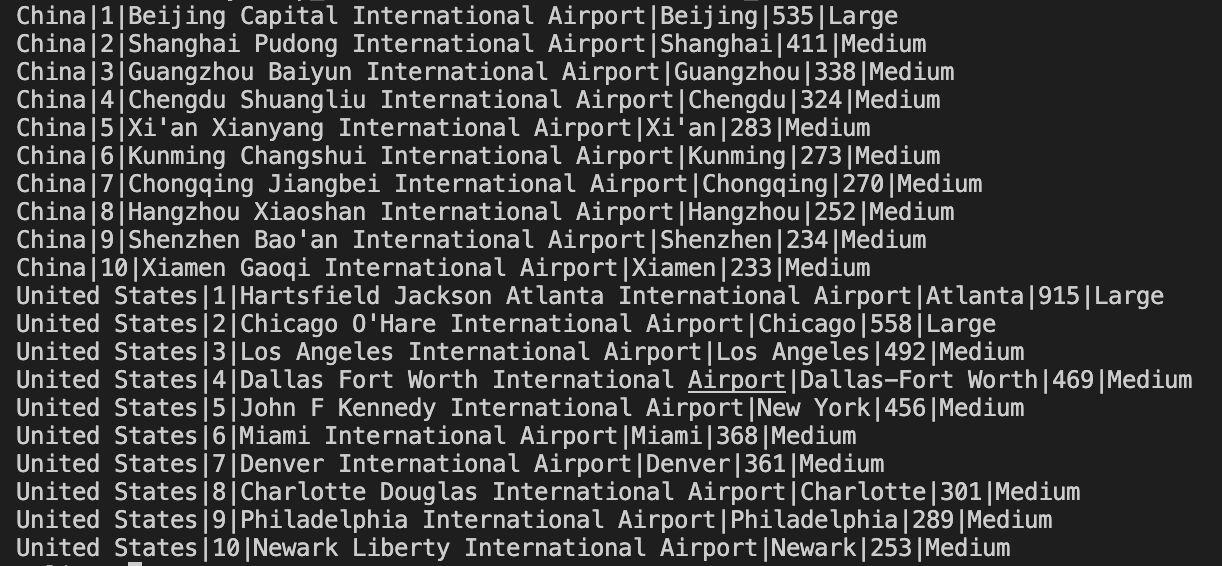 China|1|Beijing Capital International Airport|Beijing|535|Large
China|2|Shanghai Pudong International Airport|Shanghai|411|Medium
China|3|Guangzhou Baiyun International Airport|Guangzhou|338|Medium
China|4|Chengdu Shuangliu International Airport|Chengdu|324|Medium
China|5|Xi'an Xianyang International Airport|Xi'an|283|Medium
China|6|Kunming Changshui International Airport|Kunming|273|Medium
China|7|Chongqing Jiangbei International Airport|Chongqing|270|Medium
China|8|Hangzhou Xiaoshan International Airport|Hangzhou|252|Medium
China|9|Shenzhen Bao'an International Airport|Shenzhen|234|Medium
China|10|Xiamen Gaoqi International Airport|Xiamen|233|Medium
United States|1|Hartsfield Jackson Atlanta International Airport|Atlanta|915|Large
United States|2|Chicago O'Hare International Airport|Chicago|558|Large
United States|3|Los Angeles International Airport|Los Angeles|492|Medium
United States|4|Dallas Fort Worth International Airport|Dallas-Fort Worth|469|Medium
United States|5|John F Kennedy International Airport|New York|456|Medium
United States|6|Miami International Airport|Miami|368|Medium
United States|7|Denver International Airport|Denver|361|Medium
United States|8|Charlotte Douglas International Airport|Charlotte|301|Medium
United States|9|Philadelphia International Airport|Philadelphia|289|Medium
United States|10|Newark Liberty International Airport|Newark|253|Medium